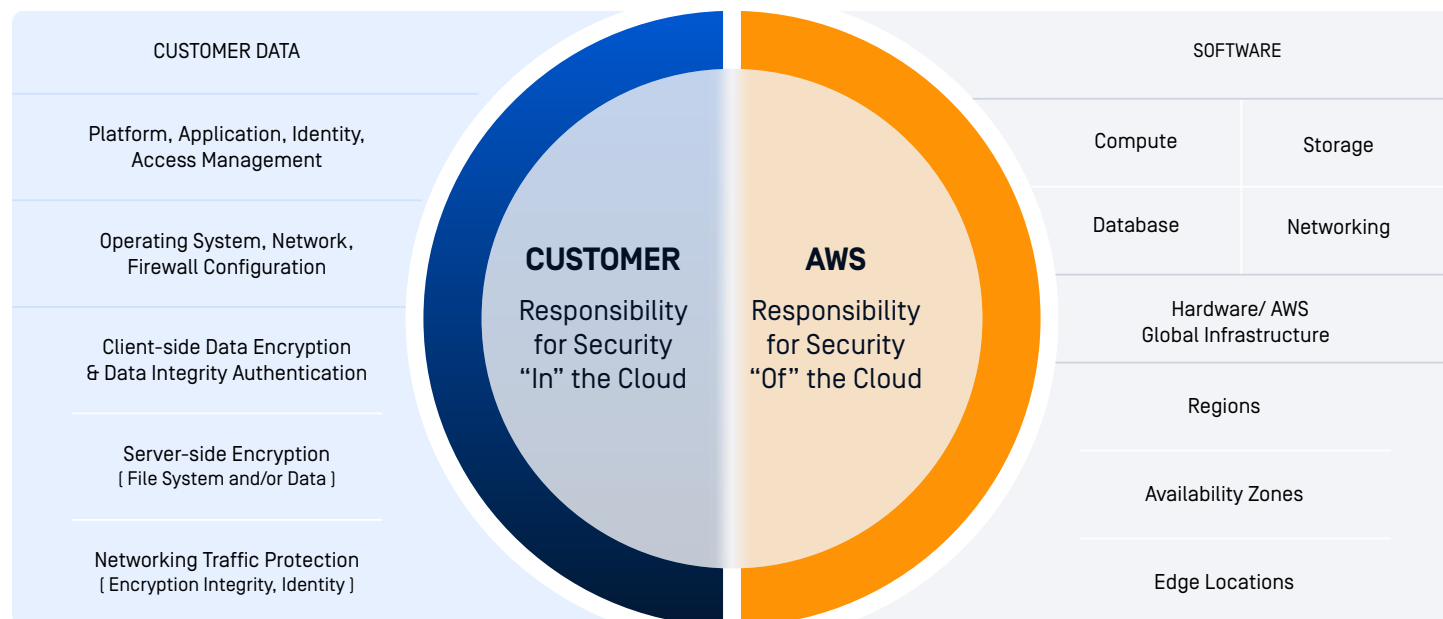 CUSTOMER DATA
Platform, Application, Identity,
Access Management
Operating System, Network,
Firewall Configuration
Client-side Data Encryption
& Data Integrity Authentication
Server-side Encryption
( File System and/or Data )
Networking Traffic Protection
( Encryption Integrity, Identity )
CUSTOMER
Responsibility
for Security
“In” the Cloud
AWS
Responsibility
for Security
“Of” the Cloud
SOFTWARE
Compute
Storage
Database
Networking
Hardware/ AWS
Global Infrastructure
Regions
Availability Zones
Edge Locations